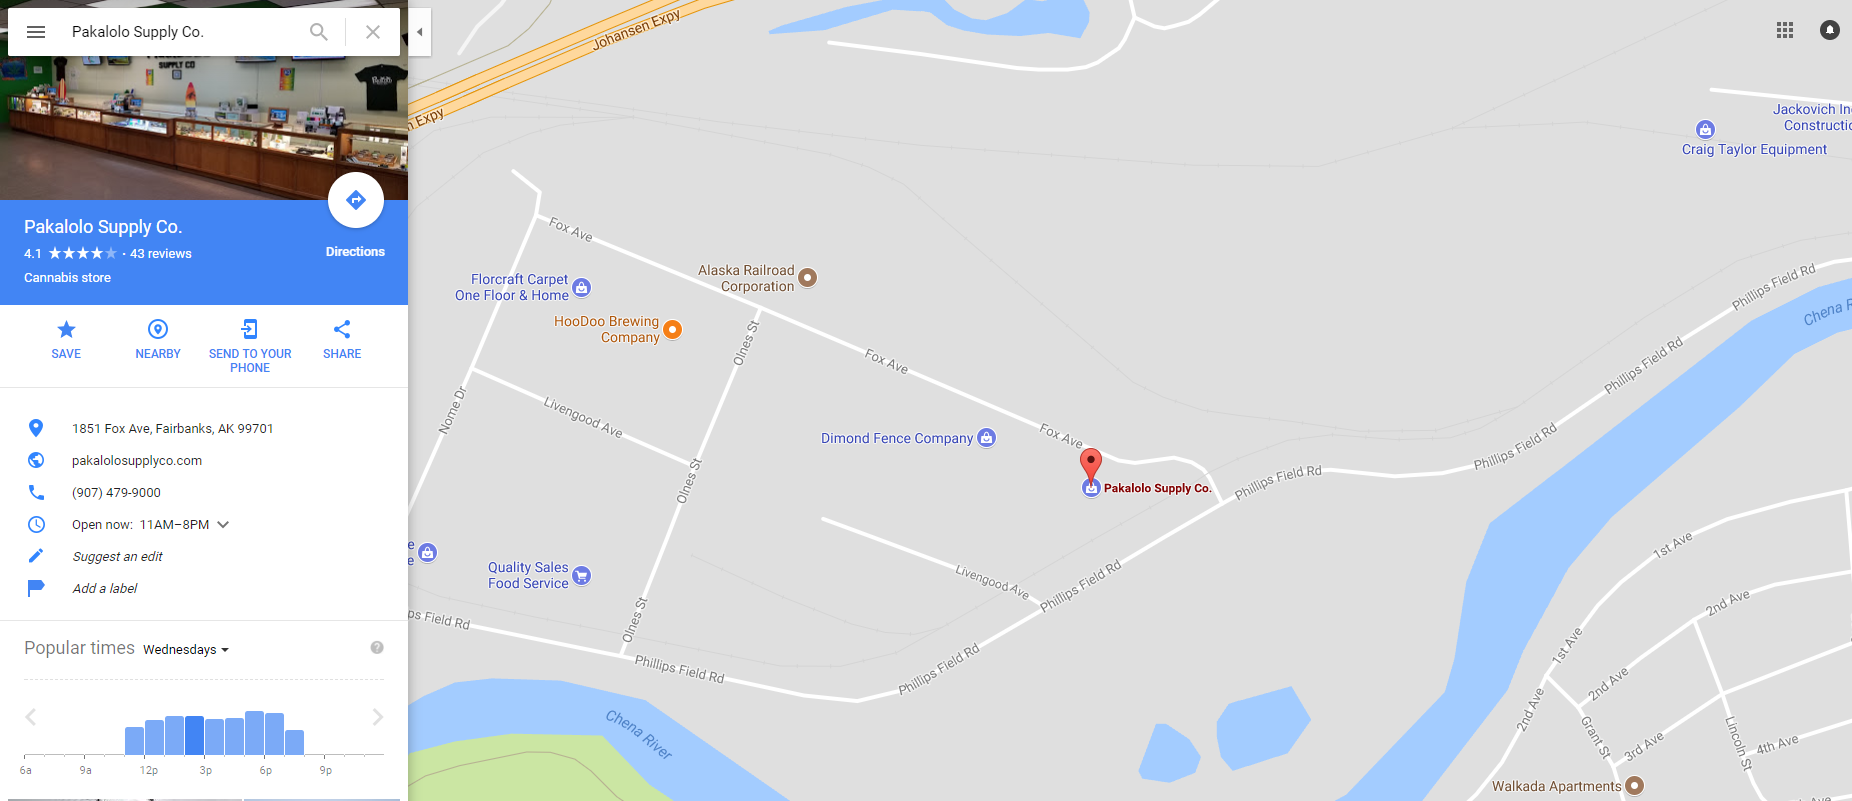 Pakalolo Supply Co.
SUPPLY CO
Pakalolo Supply Co.
4.1 ★★★★★ · 43 reviews
Cannabis store
Directions
SAVE
NEARBY
SEND TO YOUR
PHONE
SHARE
1851 Fox Ave, Fairbanks, AK 99701
pakalolosupplyco.com
(907) 479-9000
Open now: 11AM–8PM
Suggest an edit
Add a label
Popular times Wednesdays
?
6a 9a 12p 3p 6p 9p
Johansen Expy
n Expy
Jackovich In
Constructio
Craig Taylor Equipment
Fox Ave
Alaska Railroad
Corporation
Florcraft Carpet
One Floor & Home
HooDoo Brewing
Company
Olnes St
Fox Ave
Phillips Field Rd
Chena R
Phillips Field Rd
Nome Dr
Livengood Ave
Dimond Fence Company
Fox Ave
Phillips Field Rd
Olnes St
Pakalolo Supply Co.
Phillips Field Rd
e
e
Quality Sales
Food Service
Livengood Ave
Phillips Field Rd
1st Ave
2nd Ave
ps Field Rd
Olnes St
Phillips Field Rd
Phillips Field Rd
1st Ave
2nd Ave
2nd Ave
Chena River
Grant St
3rd Ave
Lincoln St
4th Ave
Walkada Apartments